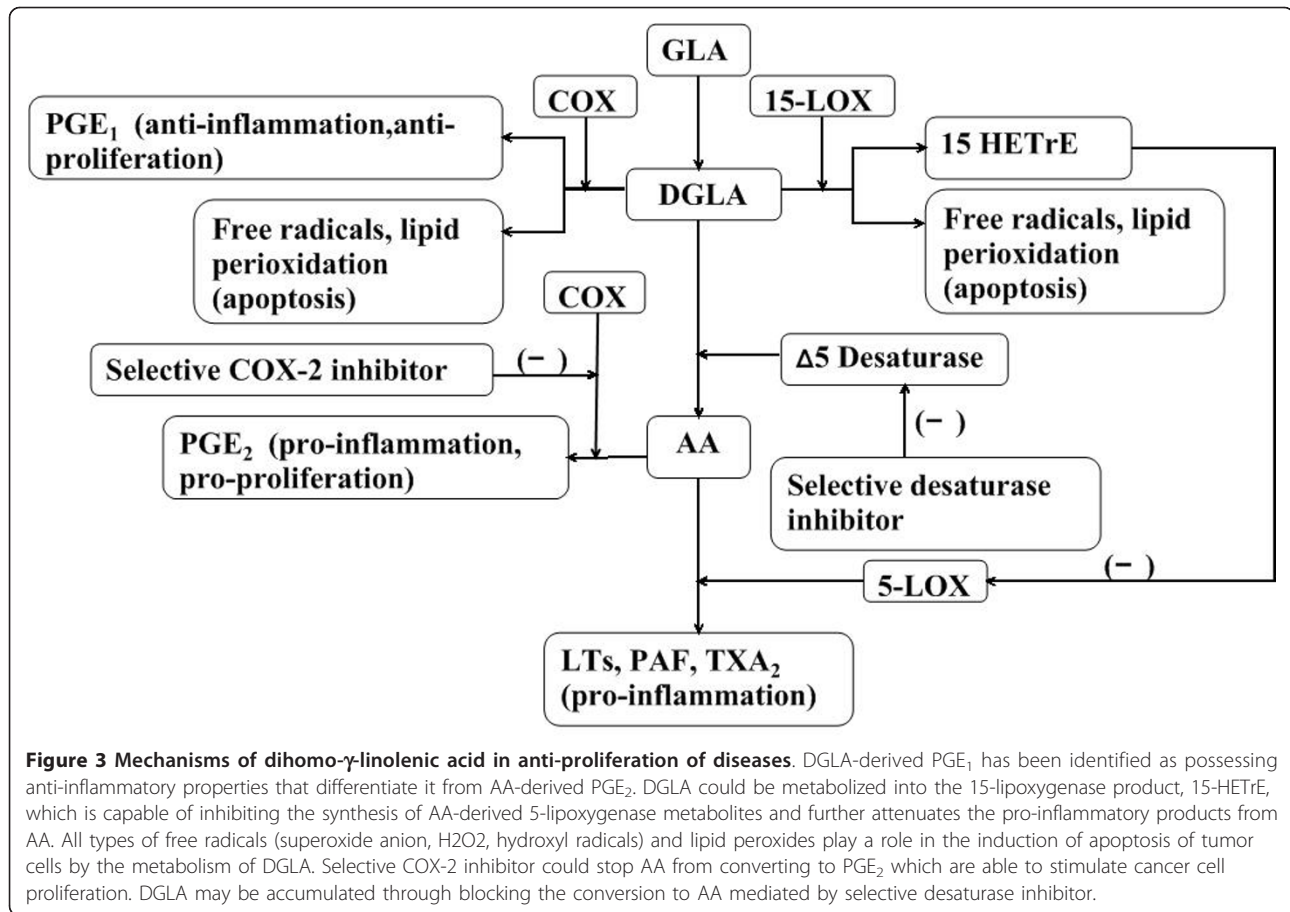 GLA
COX
15-LOX
PGE₁ (anti-inflammation,anti-
proliferation)
15 HETrE
DGLA
Free radicals, lipid
perioxidation
(apoptosis)
Free radicals, lipid
perioxidation
(apoptosis)
COX
Selective COX-2 inhibitor
(−)
Δ5 Desaturase
(−)
PGE₂ (pro-inflammation,
pro-proliferation)
AA
Selective desaturase
inhibitor
5-LOX
(−)
LTs, PAF, TXA₂
(pro-inflammation)
Figure 3 Mechanisms of dihomo-γ-linolenic acid in anti-proliferation of diseases. DGLA-derived PGE₁ has been identified as possessing
anti-inflammatory properties that differentiate it from AA-derived PGE₂. DGLA could be metabolized into the 15-lipoxygenase product, 15-HETrE,
which is capable of inhibiting the synthesis of AA-derived 5-lipoxygenase metabolites and further attenuates the pro-inflammatory products from
AA. All types of free radicals (superoxide anion, H2O2, hydroxyl radicals) and lipid peroxides play a role in the induction of apoptosis of tumor
cells by the metabolism of DGLA. Selective COX-2 inhibitor could stop AA from converting to PGE₂ which are able to stimulate cancer cell
proliferation. DGLA may be accumulated through blocking the conversion to AA mediated by selective desaturase inhibitor.